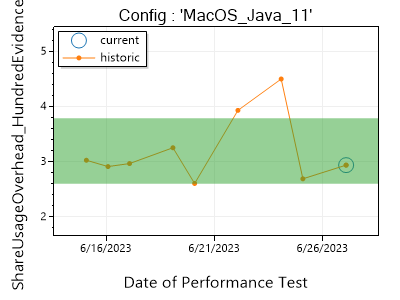 Config : 'MacOS_Java_11'
current
historic
5
4
3
2
ShareUsageOverhead_HundredEvidence
6/16/2023
6/21/2023
6/26/2023
Date of Performance Test